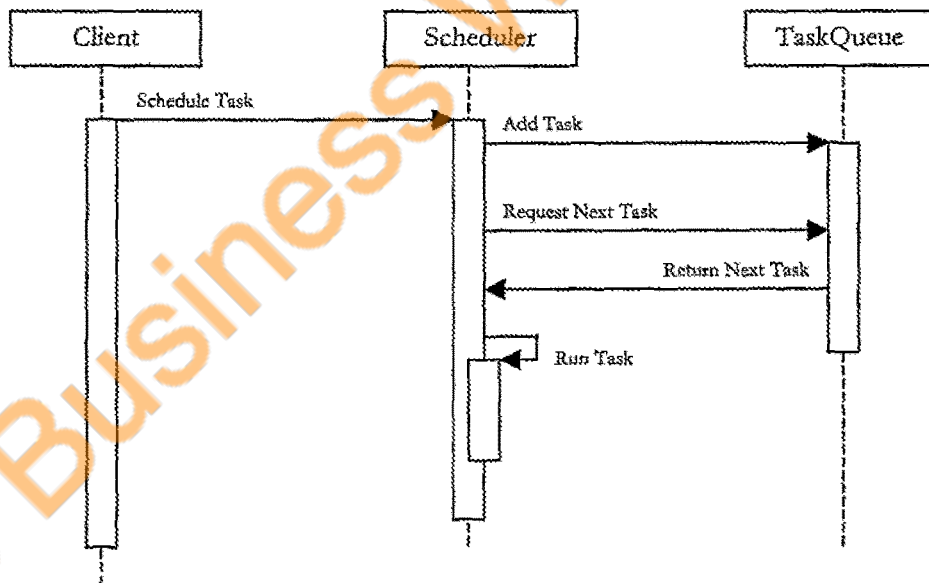 Client
Scheduler
TaskQueue
Schedule Task
Add Task
Request Next Task
Return Next Task
Run Task
Business